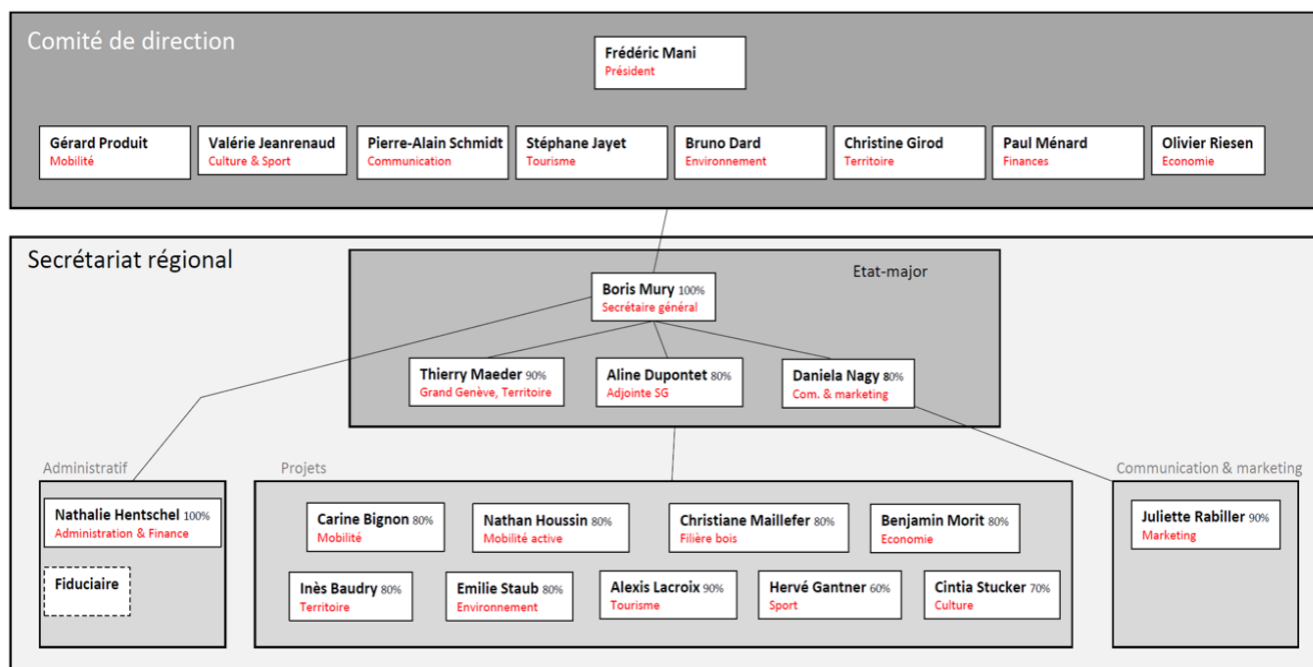 Comité de direction
Frédéric Mani
Président
Gérard Produit
Mobilité
Valérie Jeanrenaud
Culture & Sport
Pierre-Alain Schmidt
Communication
Stéphane Jayet
Tourisme
Bruno Dard
Environnement
Christine Girod
Territoire
Paul Ménard
Finances
Olivier Riesen
Economie
Secrétariat régional
Etat-major
Boris Mury 100%
Secrétaire général
Thierry Maeder 90%
Grand Genève, Territoire
Aline Dupontet 80%
Adjointe SG
Daniela Nagy 80%
Com. & marketing
Administratif
Nathalie Hentschel 100%
Administration & Finance
Fiduciaire
Projets
Carine Bignon 80%
Mobilité
Nathan Houssin 80%
Mobilité active
Christiane Maillefer 80%
Filière bois
Benjamin Morit 80%
Economie
Inès Baudry 80%
Territoire
Emilie Staub 80%
Environnement
Alexis Lacroix 90%
Tourisme
Hervé Gantner 60%
Sport
Cintia Stucker 70%
Culture
Communication & marketing
Juliette Rabiller 90%
Marketing